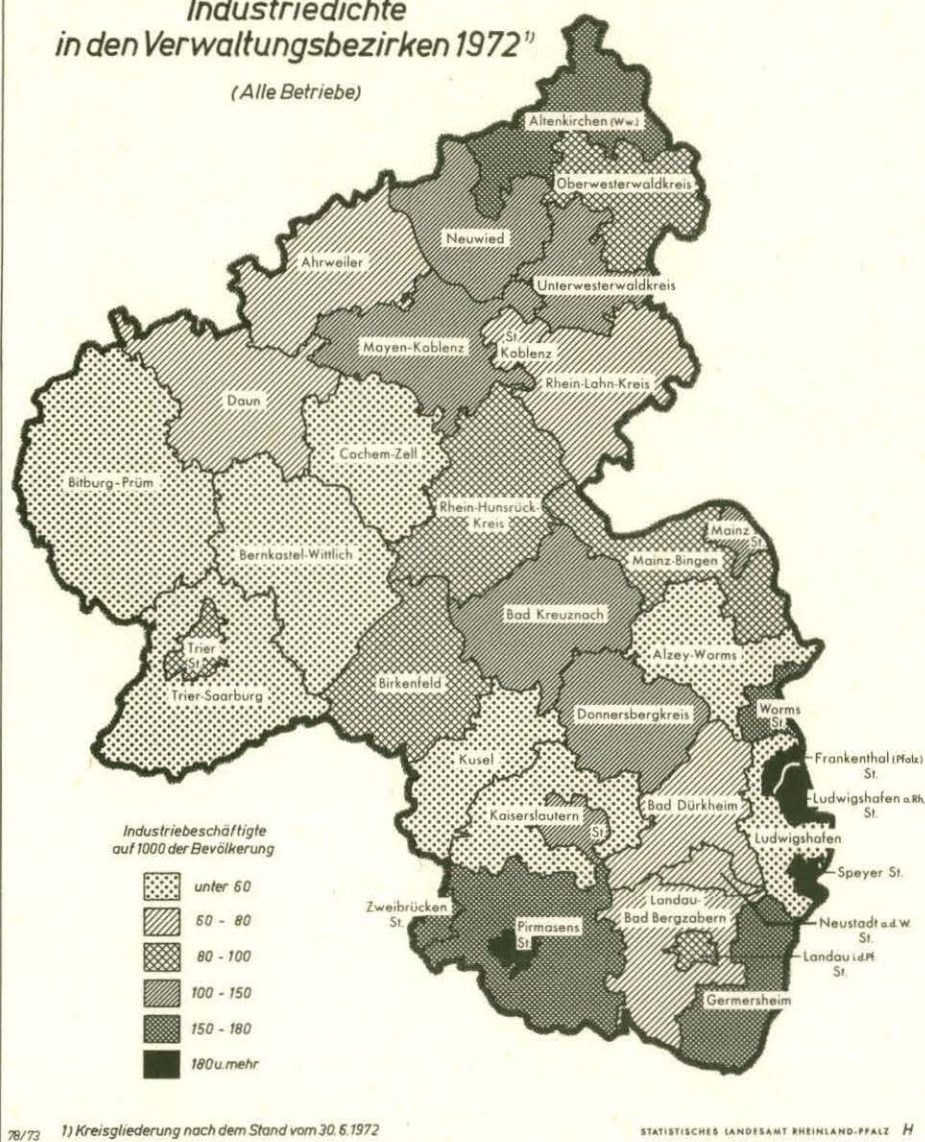 Industriedichte
in den Verwaltungsbezirken 1972¹⁾
(Alle Betriebe)
Altenkirchen (Ww.)
Oberwesterwaldkreis
Neuwied
Ahrweiler
Unterwesterwaldkreis
St.
Koblenz
Mayen-Koblenz
Rhein-Lahn-Kreis
Daun
Cochem-Zell
Bitburg-Prüm
Rhein-Hunsrück-
Kreis
Mainz
St.
Mainz-Bingen
Bernkastel-Wittlich
Bad Kreuznach
Alzey-Worms
Trier
St.
Trier-Saarburg
Birkenfeld
Donnersbergkreis
Worms
St.
Kusel
Frankenthal (Pfalz)
St.
Ludwigshafen a.Rh.
St.
Bad Dürkheim
Kaiserslautern
St.
Ludwigshafen
Speyer St.
Zweibrücken
St.
Pirmasens
St.
Landau-
Bad Bergzabern
Neustadt a.d.W.
St.
Landau i.d.Pf.
St.
Germersheim
Industriebeschäftigte
auf 1000 der Bevölkerung
unter 60
60 - 80
80 - 100
100 - 150
150 - 180
180 u. mehr
78/73 1) Kreisgliederung nach dem Stand vom 30. 6. 1972
STATISTISCHES LANDESAMT RHEINLAND-PFALZ H